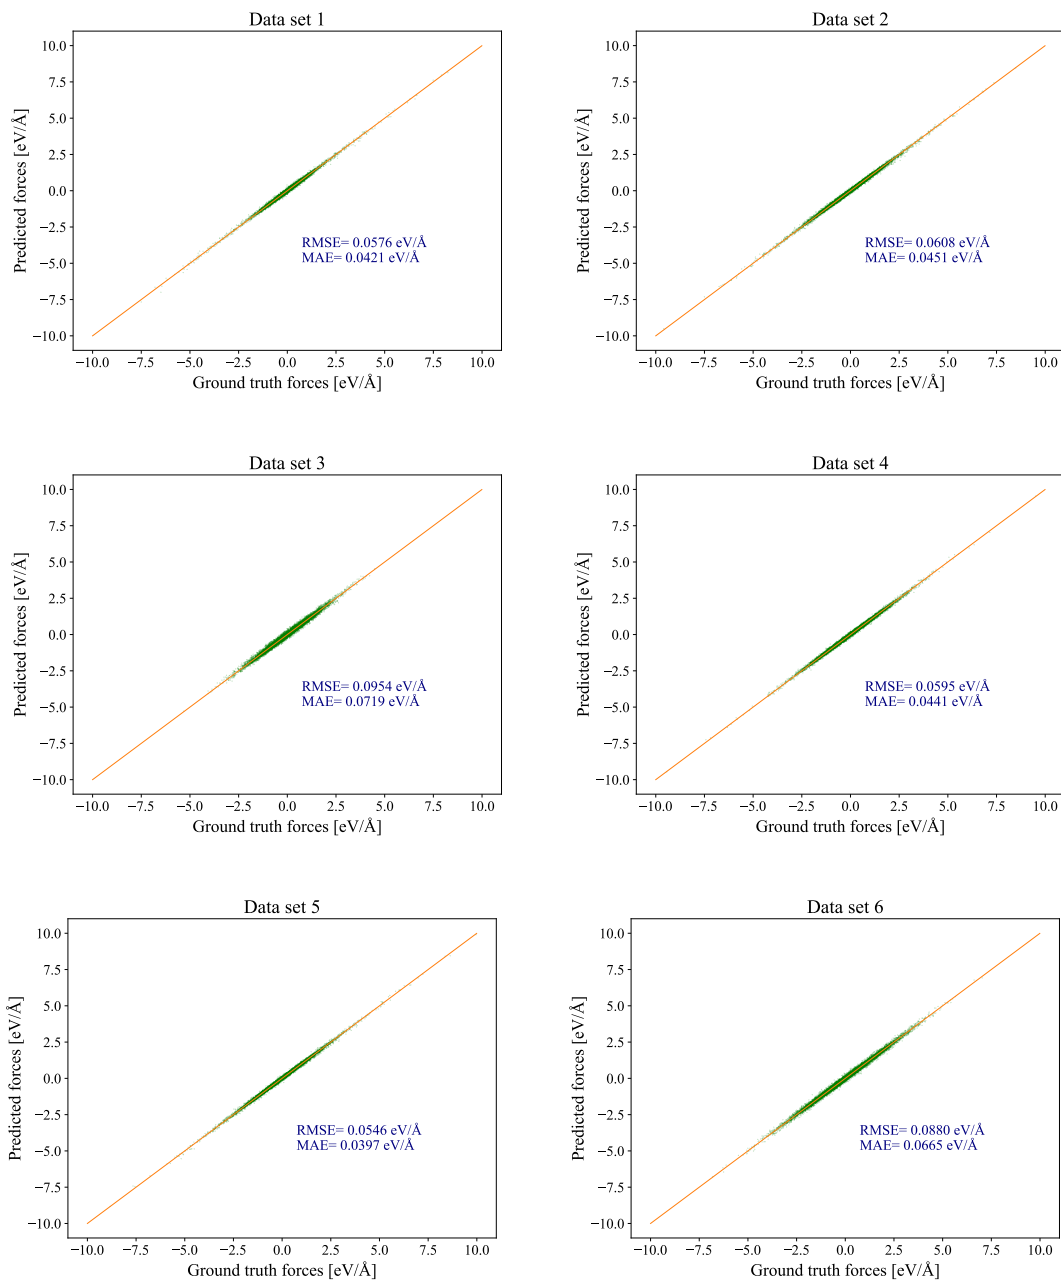 Data set 1
10.0
7.5
5.0
2.5
0.0
−2.5
−5.0
−7.5
−10.0
Predicted forces [eV/Å]
RMSE= 0.0576 eV/Å
MAE= 0.0421 eV/Å
−10.0 −7.5 −5.0 −2.5 0.0 2.5 5.0 7.5 10.0
Ground truth forces [eV/Å]
Data set 2
10.0
7.5
5.0
2.5
0.0
−2.5
−5.0
−7.5
−10.0
Predicted forces [eV/Å]
RMSE= 0.0608 eV/Å
MAE= 0.0451 eV/Å
−10.0 −7.5 −5.0 −2.5 0.0 2.5 5.0 7.5 10.0
Ground truth forces [eV/Å]
Data set 3
10.0
7.5
5.0
2.5
0.0
−2.5
−5.0
−7.5
−10.0
Predicted forces [eV/Å]
RMSE= 0.0954 eV/Å
MAE= 0.0719 eV/Å
−10.0 −7.5 −5.0 −2.5 0.0 2.5 5.0 7.5 10.0
Ground truth forces [eV/Å]
Data set 4
10.0
7.5
5.0
2.5
0.0
−2.5
−5.0
−7.5
−10.0
Predicted forces [eV/Å]
RMSE= 0.0595 eV/Å
MAE= 0.0441 eV/Å
−10.0 −7.5 −5.0 −2.5 0.0 2.5 5.0 7.5 10.0
Ground truth forces [eV/Å]
Data set 5
10.0
7.5
5.0
2.5
0.0
−2.5
−5.0
−7.5
−10.0
Predicted forces [eV/Å]
RMSE= 0.0546 eV/Å
MAE= 0.0397 eV/Å
−10.0 −7.5 −5.0 −2.5 0.0 2.5 5.0 7.5 10.0
Ground truth forces [eV/Å]
Data set 6
10.0
7.5
5.0
2.5
0.0
−2.5
−5.0
−7.5
−10.0
Predicted forces [eV/Å]
RMSE= 0.0880 eV/Å
MAE= 0.0665 eV/Å
−10.0 −7.5 −5.0 −2.5 0.0 2.5 5.0 7.5 10.0
Ground truth forces [eV/Å]